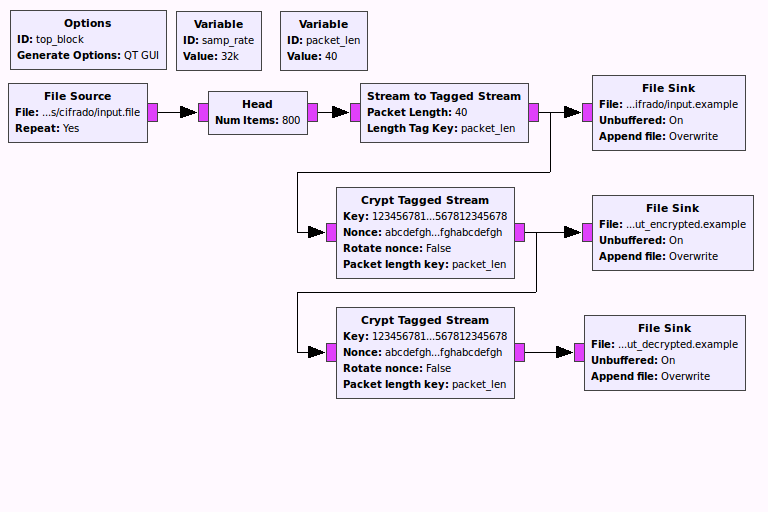 Options
ID: top_block
Generate Options: QT GUI
Variable
ID: samp_rate
Value: 32k
Variable
ID: packet_len
Value: 40
File Source
File: ...s/cifrado/input.file
Repeat: Yes
Head
Num Items: 800
Stream to Tagged Stream
Packet Length: 40
Length Tag Key: packet_len
File Sink
File: ...ifrado/input.example
Unbuffered: On
Append file: Overwrite
Crypt Tagged Stream
Key: 123456781...567812345678
Nonce: abcdefgh...fghabcdefgh
Rotate nonce: False
Packet length key: packet_len
File Sink
File: ...ut_encrypted.example
Unbuffered: On
Append file: Overwrite
Crypt Tagged Stream
Key: 123456781...567812345678
Nonce: abcdefgh...fghabcdefgh
Rotate nonce: False
Packet length key: packet_len
File Sink
File: ...ut_decrypted.example
Unbuffered: On
Append file: Overwrite